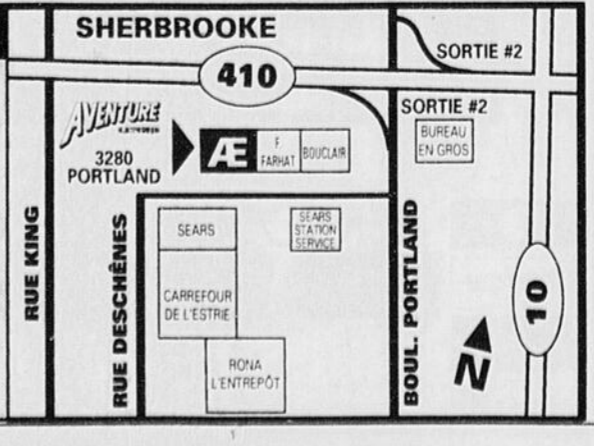 SHERBROOKE
410
SORTIE #2
SORTIE #2
BUREAU
EN GROS
AVENTURE
3280
PORTLAND
Æ
F.
FARHAT
BOUCLAIR
SEARS
SEARS
STATION
SERVICE
CARREFOUR
DE L'ESTRIE
RONA
L'ENTREPÔT
RUE KING
RUE DESCHÊNES
BOUL. PORTLAND
10
N